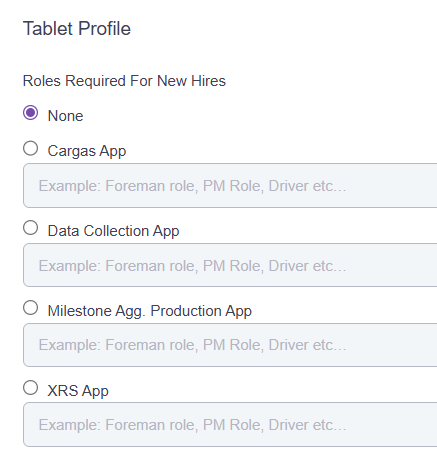 Tablet Profile
Roles Required For New Hires
None
Cargas App
Example: Foreman role, PM Role, Driver etc...
Data Collection App
Example: Foreman role, PM Role, Driver etc...
Milestone Agg. Production App
Example: Foreman role, PM Role, Driver etc...
XRS App
Example: Foreman role, PM Role, Driver etc...